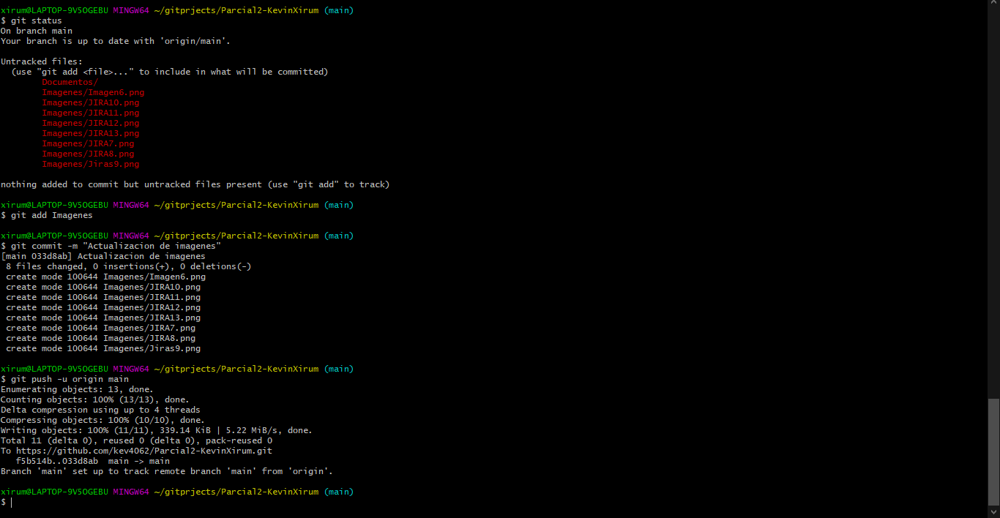 xirum@LAPTOP-9V5OGEBU MINGW64 ~/gitprjects/Parcial2-KevinXirum (main)
$ git status
On branch main
Your branch is up to date with 'origin/main'.
Untracked files:
  (use "git add <file>..." to include in what will be committed)
        Documentos/
        Imagenes/Imagen6.png
        Imagenes/JIRA10.png
        Imagenes/JIRA11.png
        Imagenes/JIRA12.png
        Imagenes/JIRA13.png
        Imagenes/JIRA7.png
        Imagenes/JIRA8.png
        Imagenes/Jiras9.png
nothing added to commit but untracked files present (use "git add" to track)
xirum@LAPTOP-9V5OGEBU MINGW64 ~/gitprjects/Parcial2-KevinXirum (main)
$ git add Imagenes
xirum@LAPTOP-9V5OGEBU MINGW64 ~/gitprjects/Parcial2-KevinXirum (main)
$ git commit -m "Actualizacion de imagenes"
[main 033d8ab] Actualizacion de imagenes
 8 files changed, 0 insertions(+), 0 deletions(-)
 create mode 100644 Imagenes/Imagen6.png
 create mode 100644 Imagenes/JIRA10.png
 create mode 100644 Imagenes/JIRA11.png
 create mode 100644 Imagenes/JIRA12.png
 create mode 100644 Imagenes/JIRA13.png
 create mode 100644 Imagenes/JIRA7.png
 create mode 100644 Imagenes/JIRA8.png
 create mode 100644 Imagenes/Jiras9.png
xirum@LAPTOP-9V5OGEBU MINGW64 ~/gitprjects/Parcial2-KevinXirum (main)
$ git push -u origin main
Enumerating objects: 13, done.
Counting objects: 100% (13/13), done.
Delta compression using up to 4 threads
Compressing objects: 100% (10/10), done.
Writing objects: 100% (11/11), 339.14 KiB | 5.22 MiB/s, done.
Total 11 (delta 0), reused 0 (delta 0), pack-reused 0
To https://github.com/kev4062/Parcial2-KevinXirum.git
   f5b514b..033d8ab  main -> main
Branch 'main' set up to track remote branch 'main' from 'origin'.
xirum@LAPTOP-9V5OGEBU MINGW64 ~/gitprjects/Parcial2-KevinXirum (main)
$